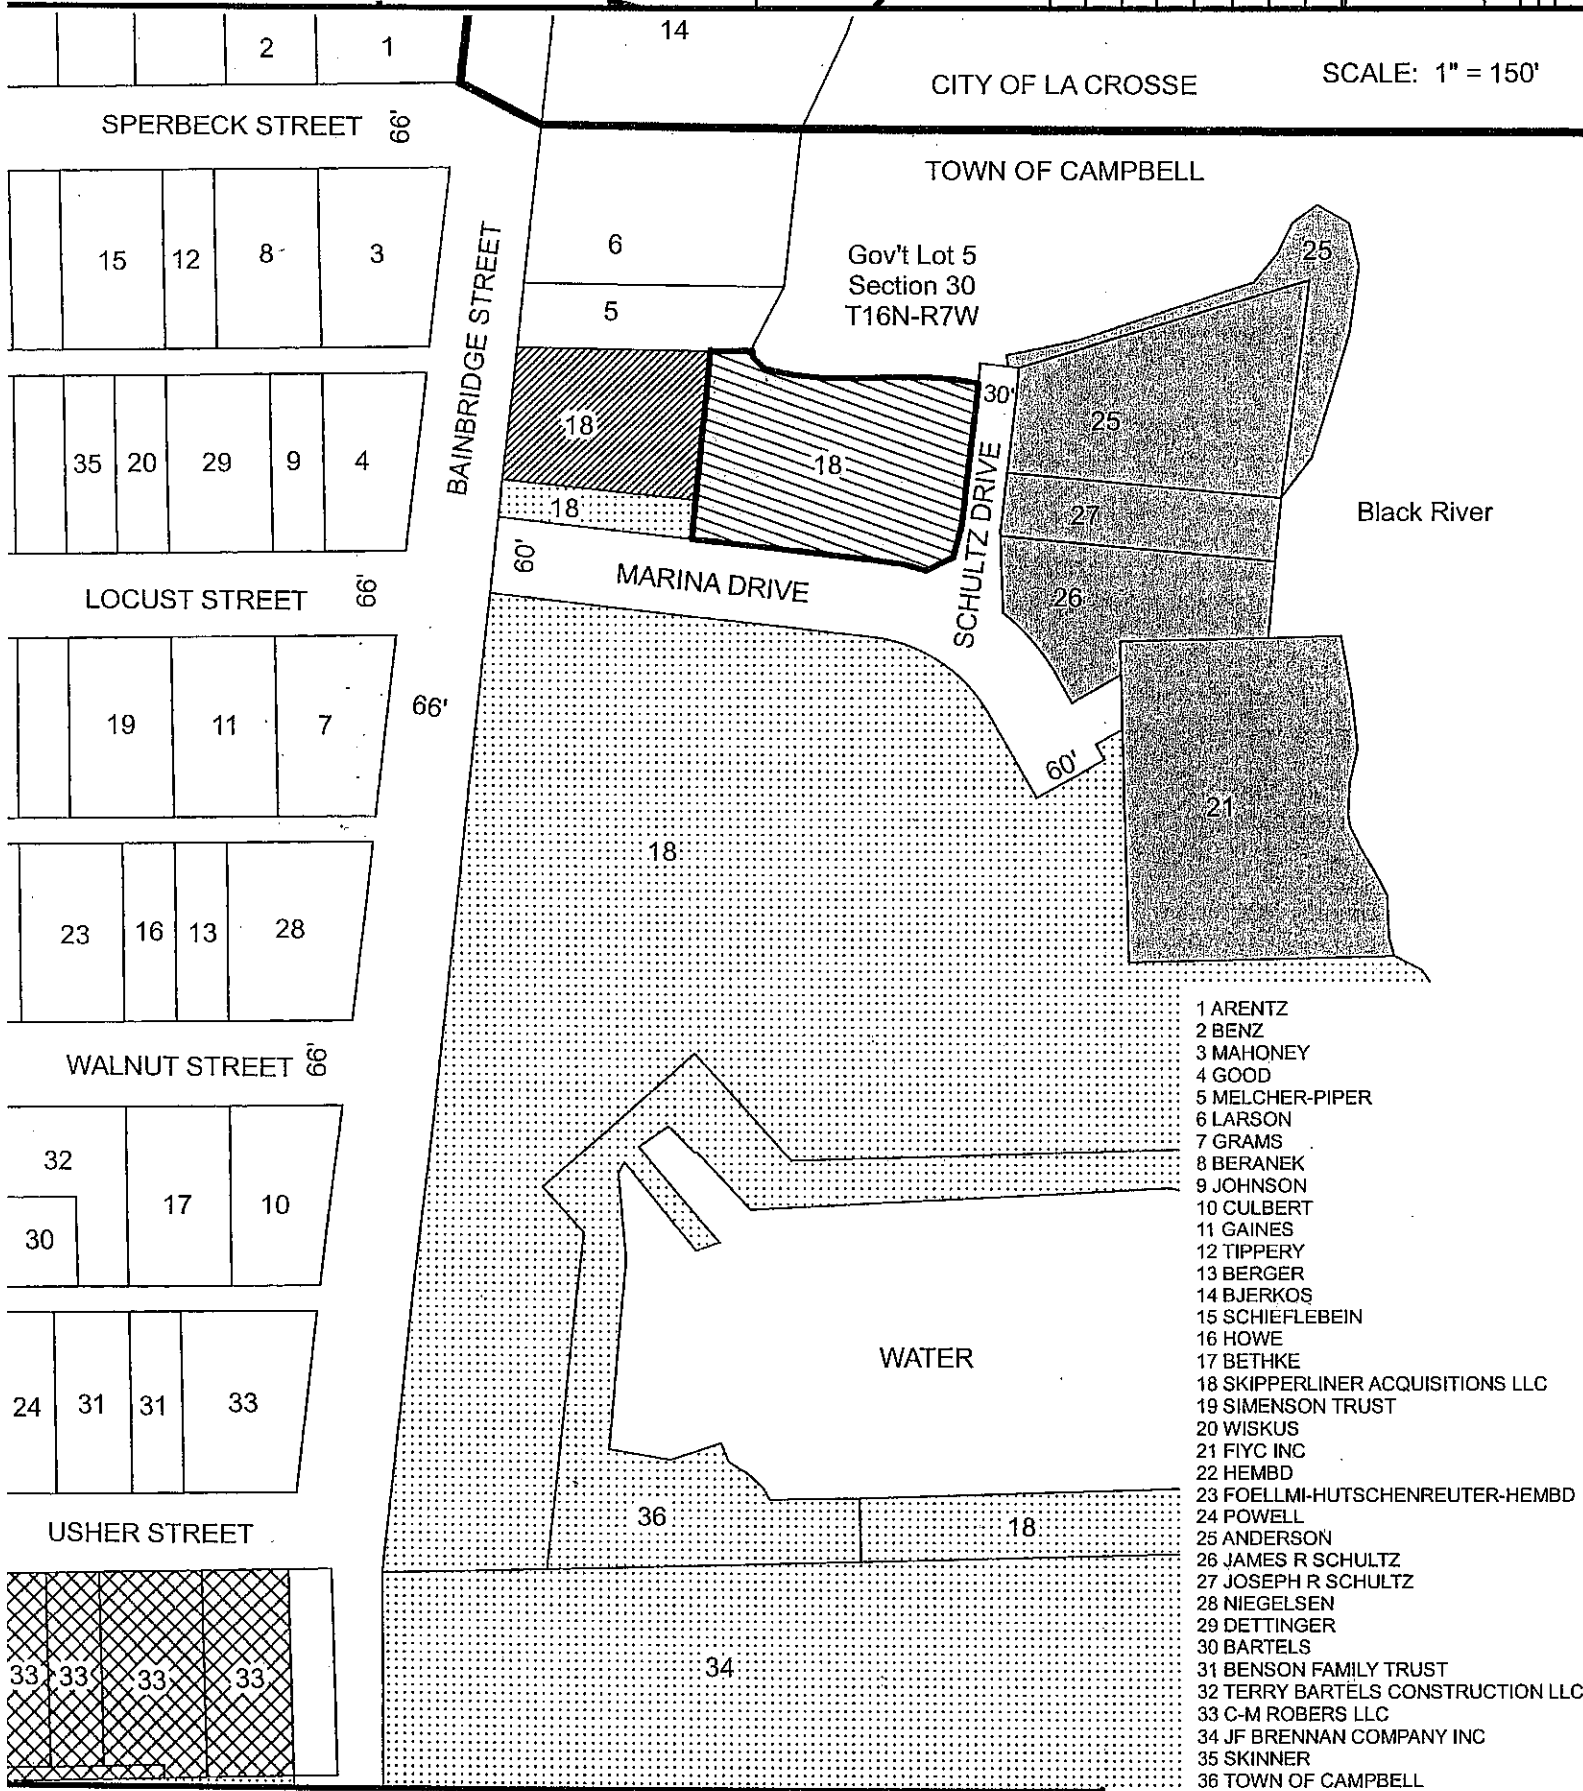 2
1
14
CITY OF LA CROSSE
SCALE: 1" = 150'
SPERBECK STREET
66'
TOWN OF CAMPBELL
15
12
8
3
6
5
BAINBRIDGE STREET
Gov't Lot 5
Section 30
T16N-R7W
25
35
20
29
9
4
18
18
18
30'
SCHULTZ DRIVE
25
27
26
Black River
LOCUST STREET
66'
60'
MARINA DRIVE
19
11
7
66'
60'
21
18
23
16
13
28
WALNUT STREET
66'
32
30
17
10
24
31
31
33
WATER
USHER STREET
36
18
33
33
33
33
34
1 ARENTZ
2 BENZ
3 MAHONEY
4 GOOD
5 MELCHER-PIPER
6 LARSON
7 GRAMS
8 BERANEK
9 JOHNSON
10 CULBERT
11 GAINES
12 TIPPERY
13 BERGER
14 BJERKOS
15 SCHIEFLEBEIN
16 HOWE
17 BETHKE
18 SKIPPERLINER ACQUISITIONS LLC
19 SIMENSON TRUST
20 WISKUS
21 FIYC INC
22 HEMBD
23 FOELLMI-HUTSCHENREUTER-HEMBD
24 POWELL
25 ANDERSON
26 JAMES R SCHULTZ
27 JOSEPH R SCHULTZ
28 NIEGELSEN
29 DETTINGER
30 BARTELS
31 BENSON FAMILY TRUST
32 TERRY BARTELS CONSTRUCTION LLC
33 C-M ROBERS LLC
34 JF BRENNAN COMPANY INC
35 SKINNER
36 TOWN OF CAMPBELL